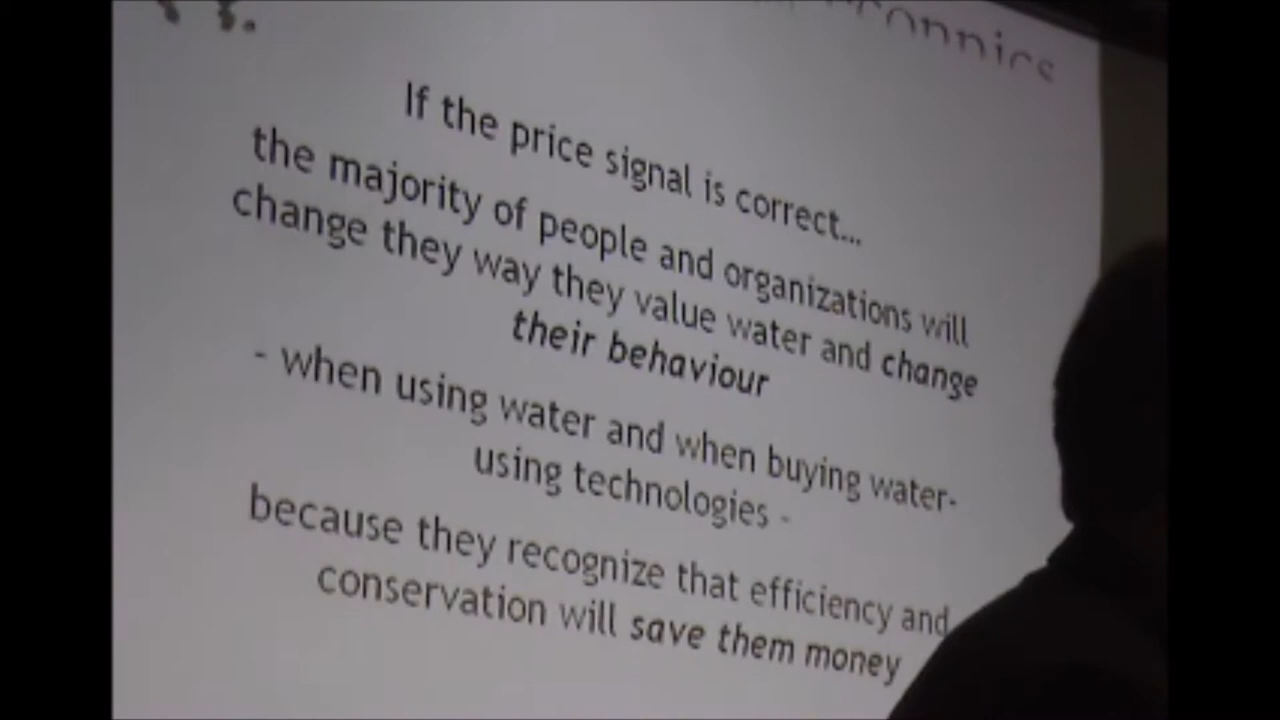 If the price signal is correct...
the majority of people and organizations will
change they way they value water and change
their behaviour
- when using water and when buying water-
using technologies -
because they recognize that efficiency and
conservation will save them money